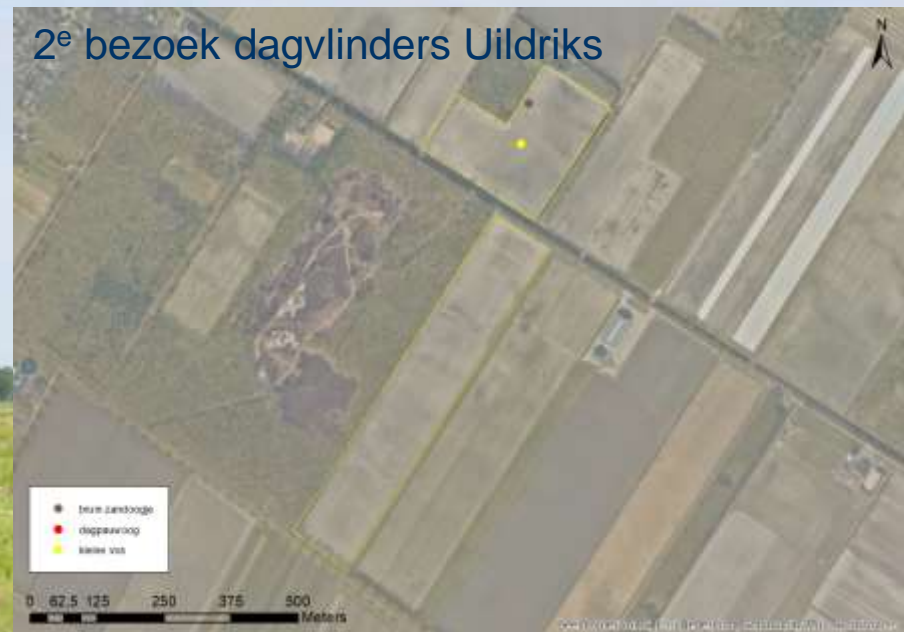 2e bezoek dagvlinders Uildriks
N
bruin zandoogje
dagpauwoog
kleine vos
0 62,5 125 250 375 500
Meters